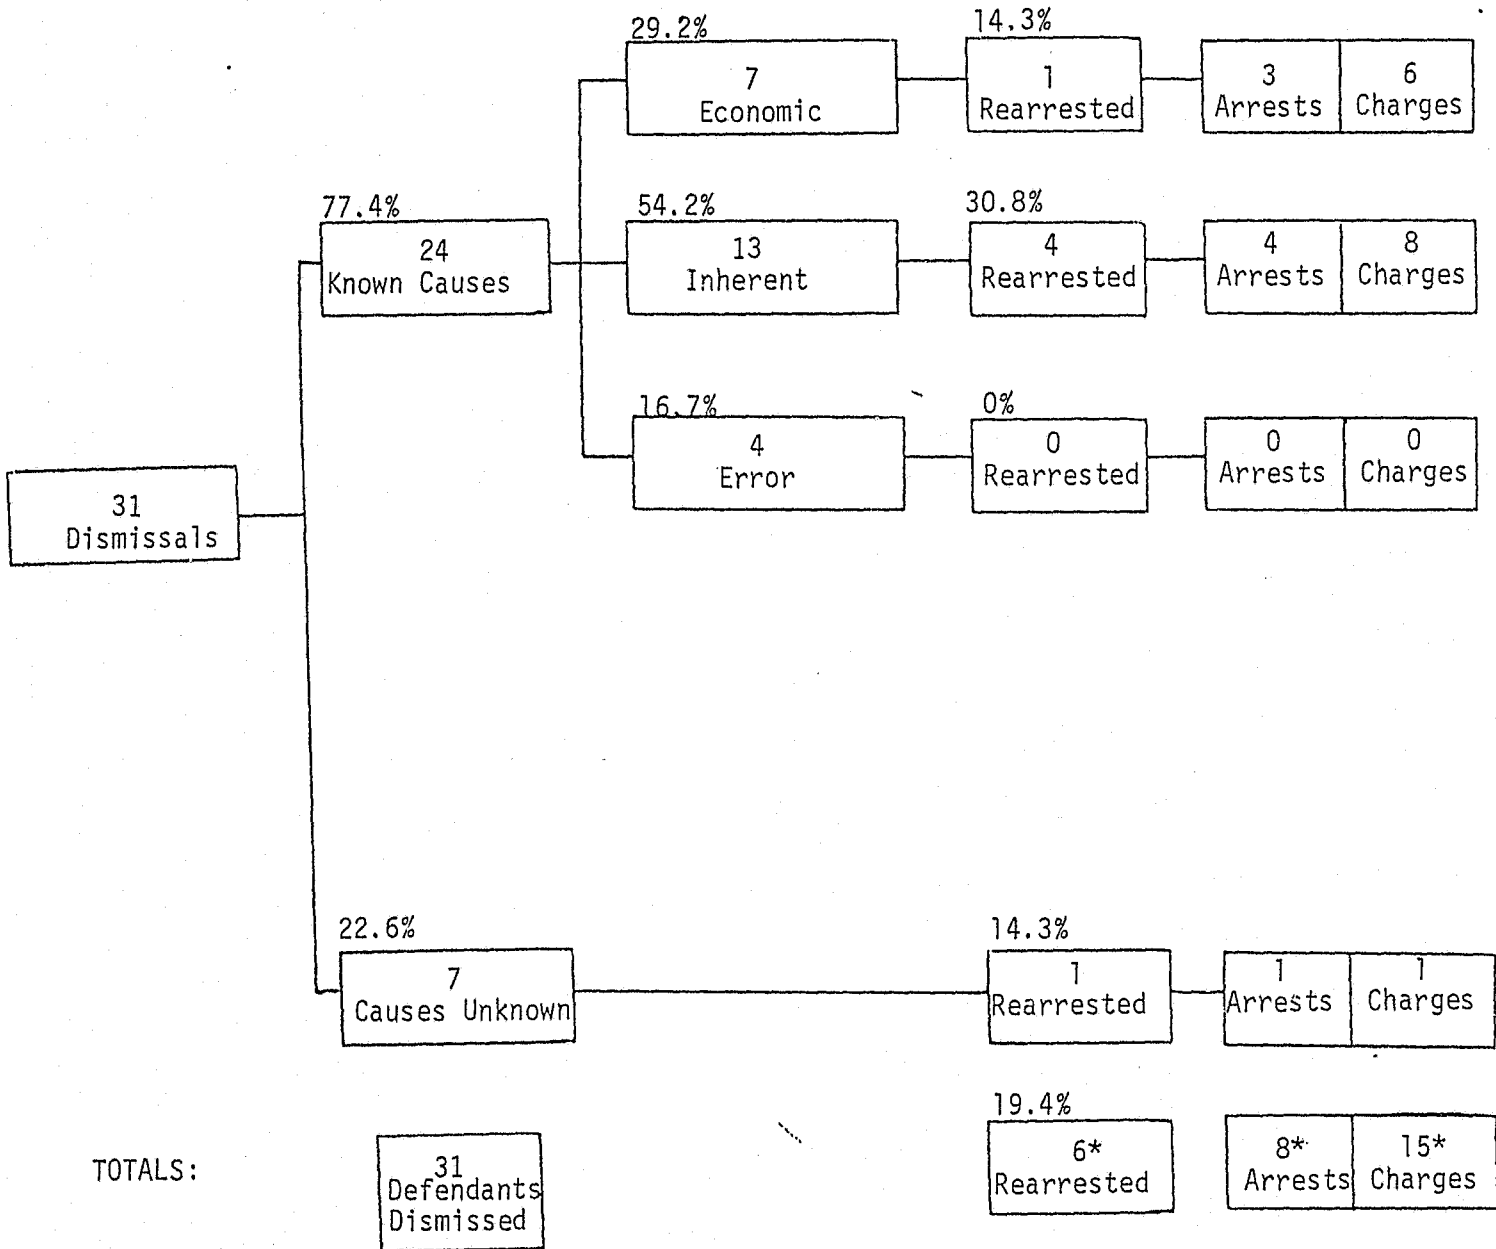 29.2%
14.3%
7
Economic
1
Rearrested
3
Arrests
6
Charges
77.4%
24
Known Causes
54.2%
13
Inherent
30.8%
4
Rearrested
4
Arrests
8
Charges
16.7%
4
Error
0%
0
Rearrested
0
Arrests
0
Charges
31
Dismissals
22.6%
7
Causes Unknown
14.3%
1
Rearrested
1
Arrests
1
Charges
TOTALS:
31
Defendants
Dismissed
19.4%
6*
Rearrested
8*
Arrests
15*
Charges